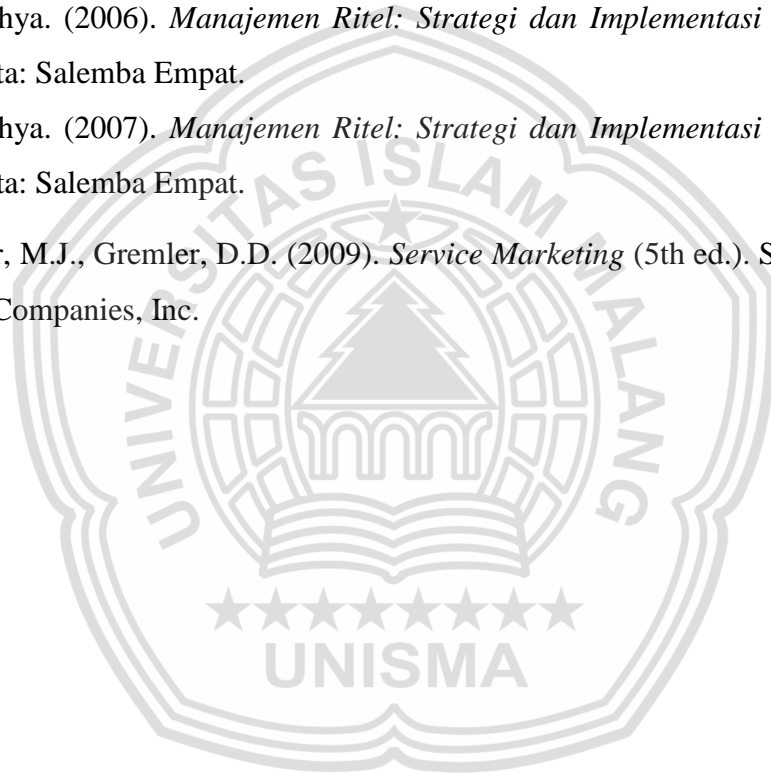 hya. (2006). Manajemen Ritel: Strategi dan Implementasi
ta: Salemba Empat.
hya. (2007). Manajemen Ritel: Strategi dan Implementasi
ta: Salemba Empat.
r, M.J., Gremler, D.D. (2009). Service Marketing (5th ed.). S
Companies, Inc.
UNIVERSITAS ISLAM MALANG
UNISMA